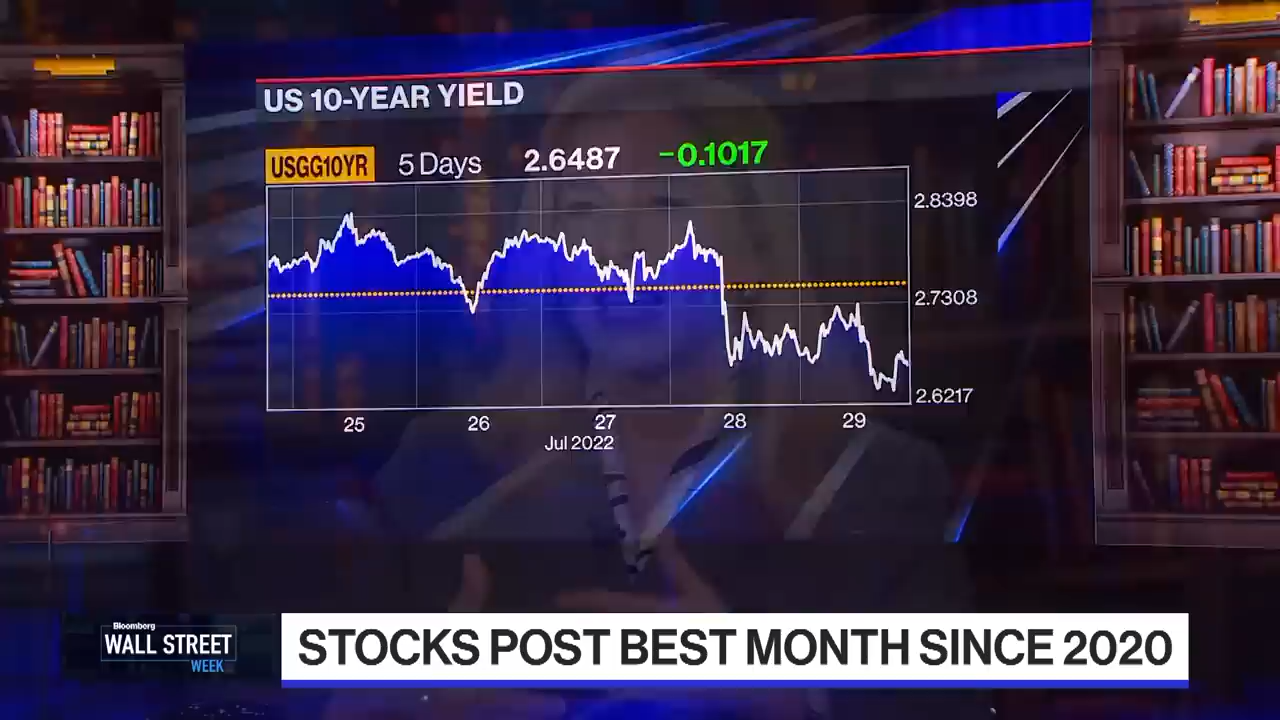 US 10-YEAR YIELD
USGG10YR 5 Days 2.6487 -0.1017
2.8398
2.7308
2.6217
25 26 27 28 29
Jul 2022
Bloomberg
WALL STREET
WEEK
STOCKS POST BEST MONTH SINCE 2020